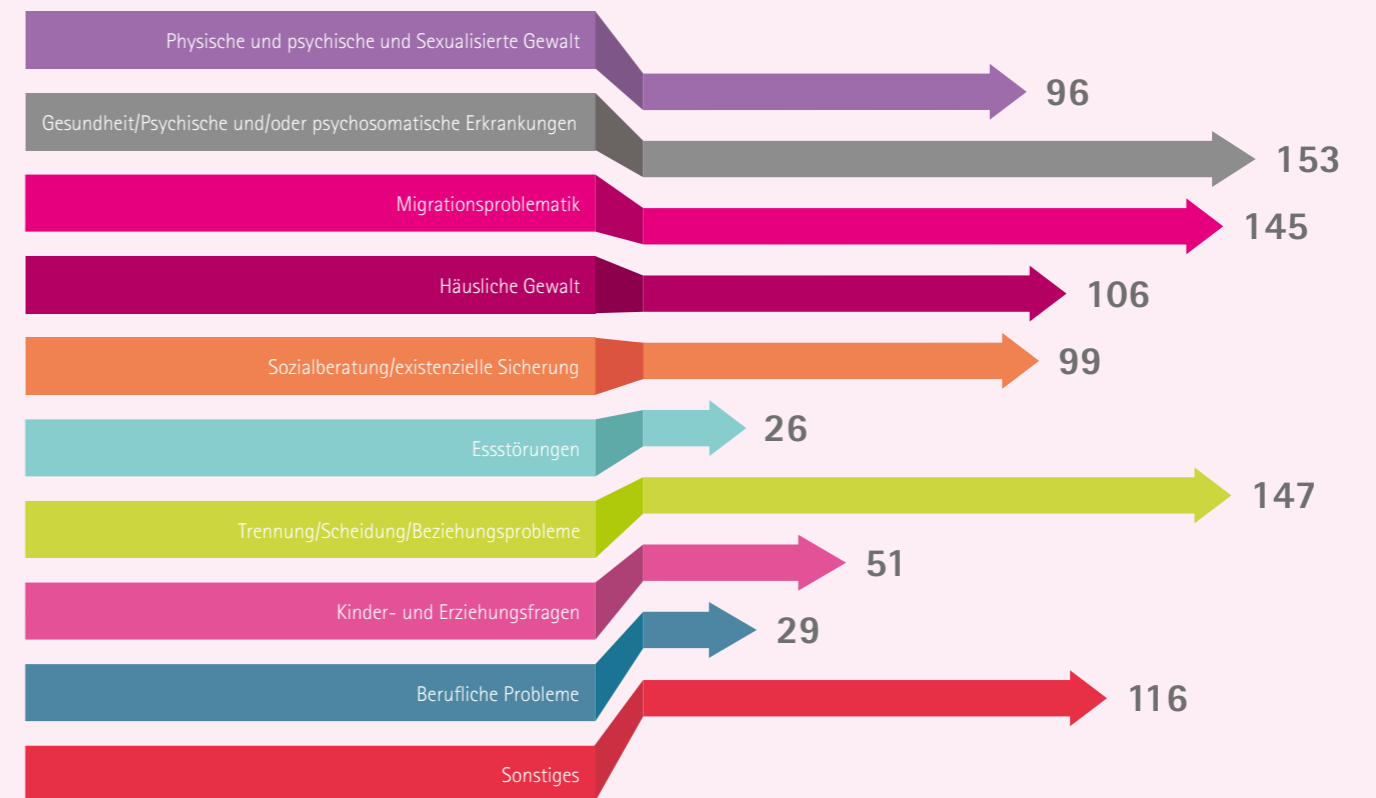 Physische und psychische und Sexualisierte Gewalt
96
Gesundheit/Psychische und/oder psychosomatische Erkrankungen
153
Migrationsproblematik
145
Häusliche Gewalt
106
Sozialberatung/existenzielle Sicherung
99
Essstörungen
26
Trennung/Scheidung/Beziehungsprobleme
147
Kinder- und Erziehungsfragen
51
Berufliche Probleme
29
Sonstiges
116